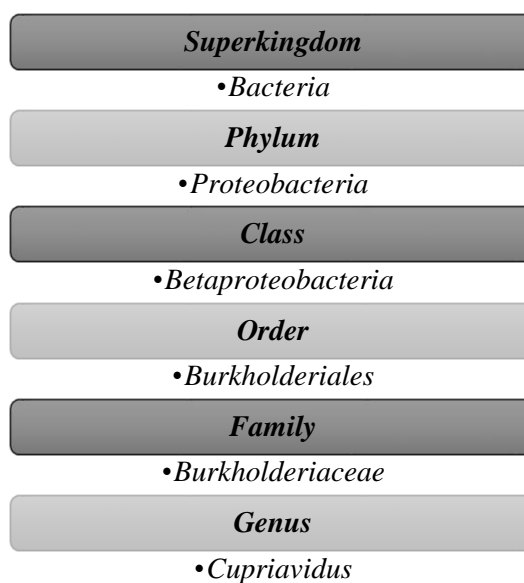 Superkingdom
•Bacteria
Phylum
•Proteobacteria
Class
•Betaproteobacteria
Order
•Burkholderiales
Family
•Burkholderiaceae
Genus
•Cupriavidus